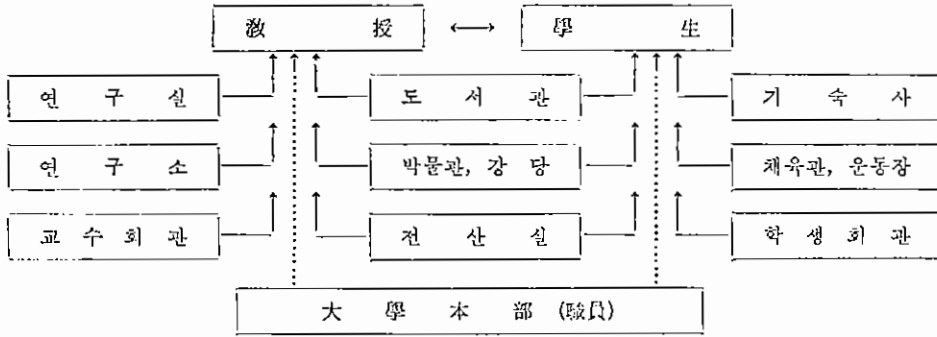 敎 授 ←→ 學 生
연 구 실 도 서 관 기 숙 사
연 구 소 박물관, 강 당 체육관, 운동장
교 수 회 관 전 산 실 학 생 회 관
大 學 本 部 (職員)